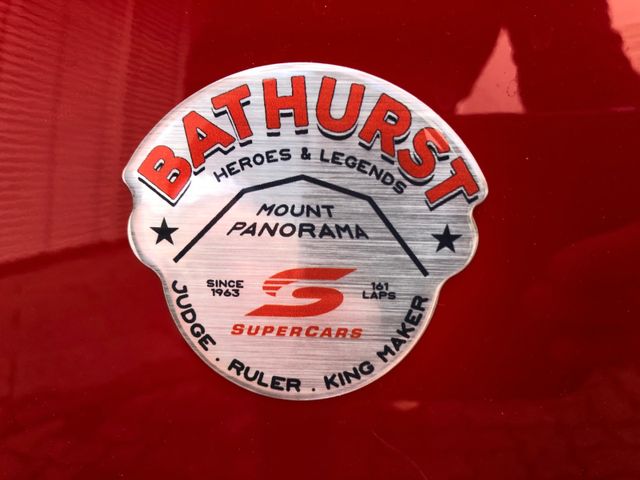 BATHURST
HEROES & LEGENDS
MOUNT
PANORAMA
SINCE
1963
161
LAPS
SUPERCARS
JUDGE . RULER . KING MAKER